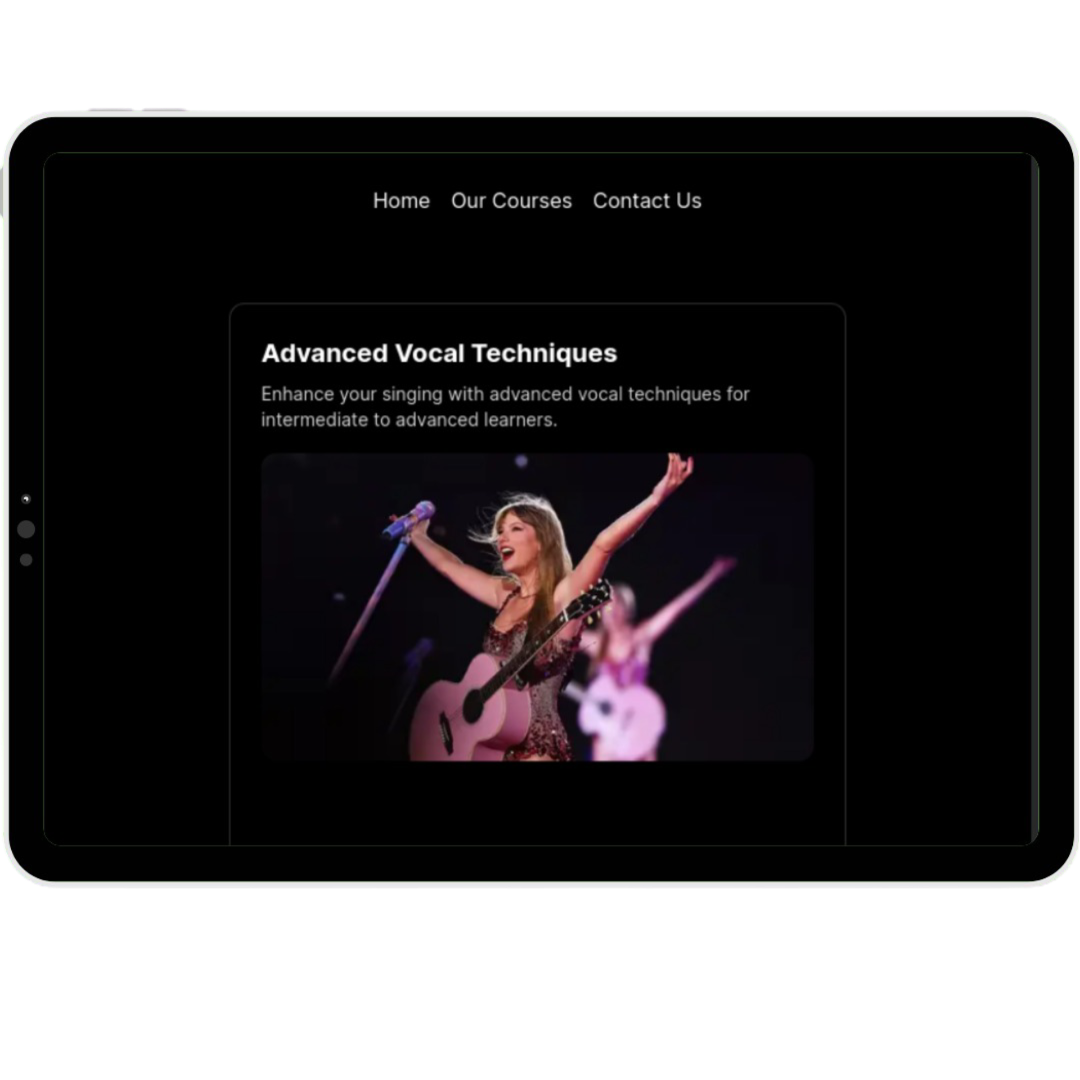 Home Our Courses Contact Us
Advanced Vocal Techniques
Enhance your singing with advanced vocal techniques for
intermediate to advanced learners.